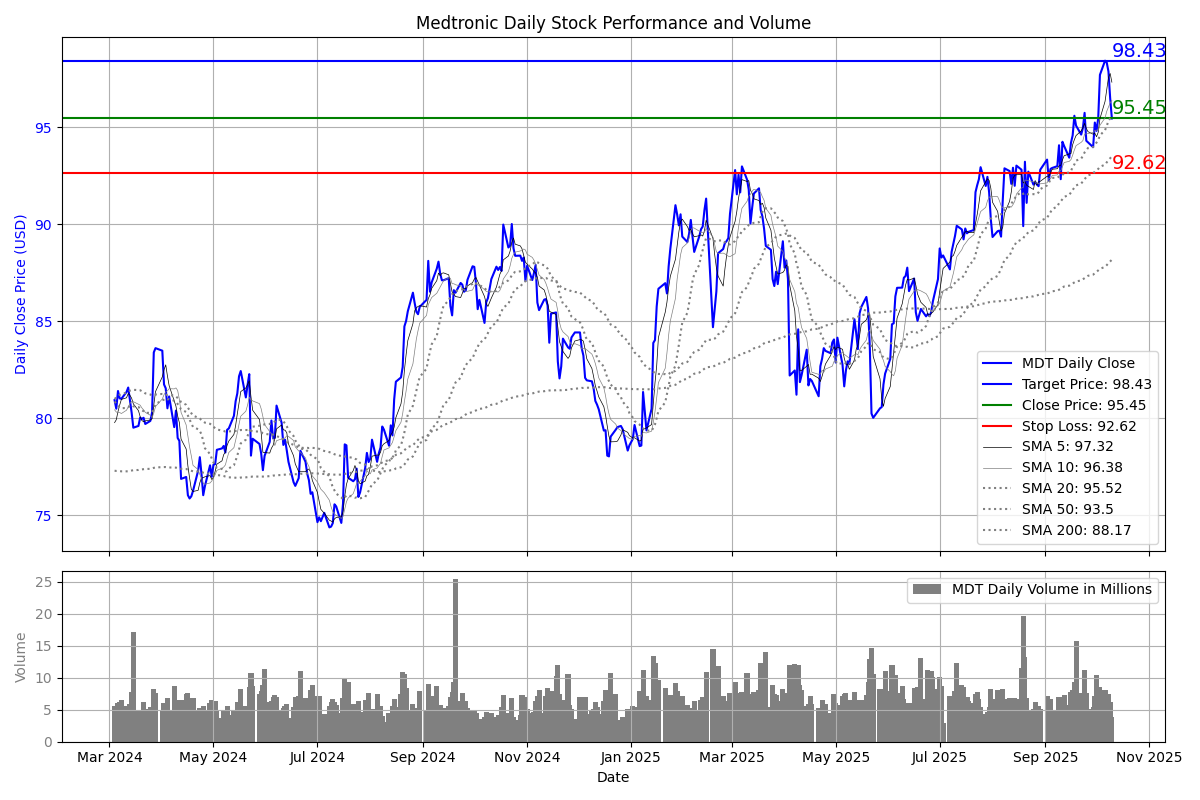 Medtronic Daily Stock Performance and Volume
Daily Close Price (USD)
95
90
85
80
75
98.43
95.45
92.62
MDT Daily Close
Target Price: 98.43
Close Price: 95.45
Stop Loss: 92.62
SMA 5: 97.32
SMA 10: 96.38
SMA 20: 95.52
SMA 50: 93.5
SMA 200: 88.17
Volume
25
20
15
10
5
0
MDT Daily Volume in Millions
Mar 2024 May 2024 Jul 2024 Sep 2024 Nov 2024 Jan 2025 Mar 2025 May 2025 Jul 2025 Sep 2025 Nov 2025
Date